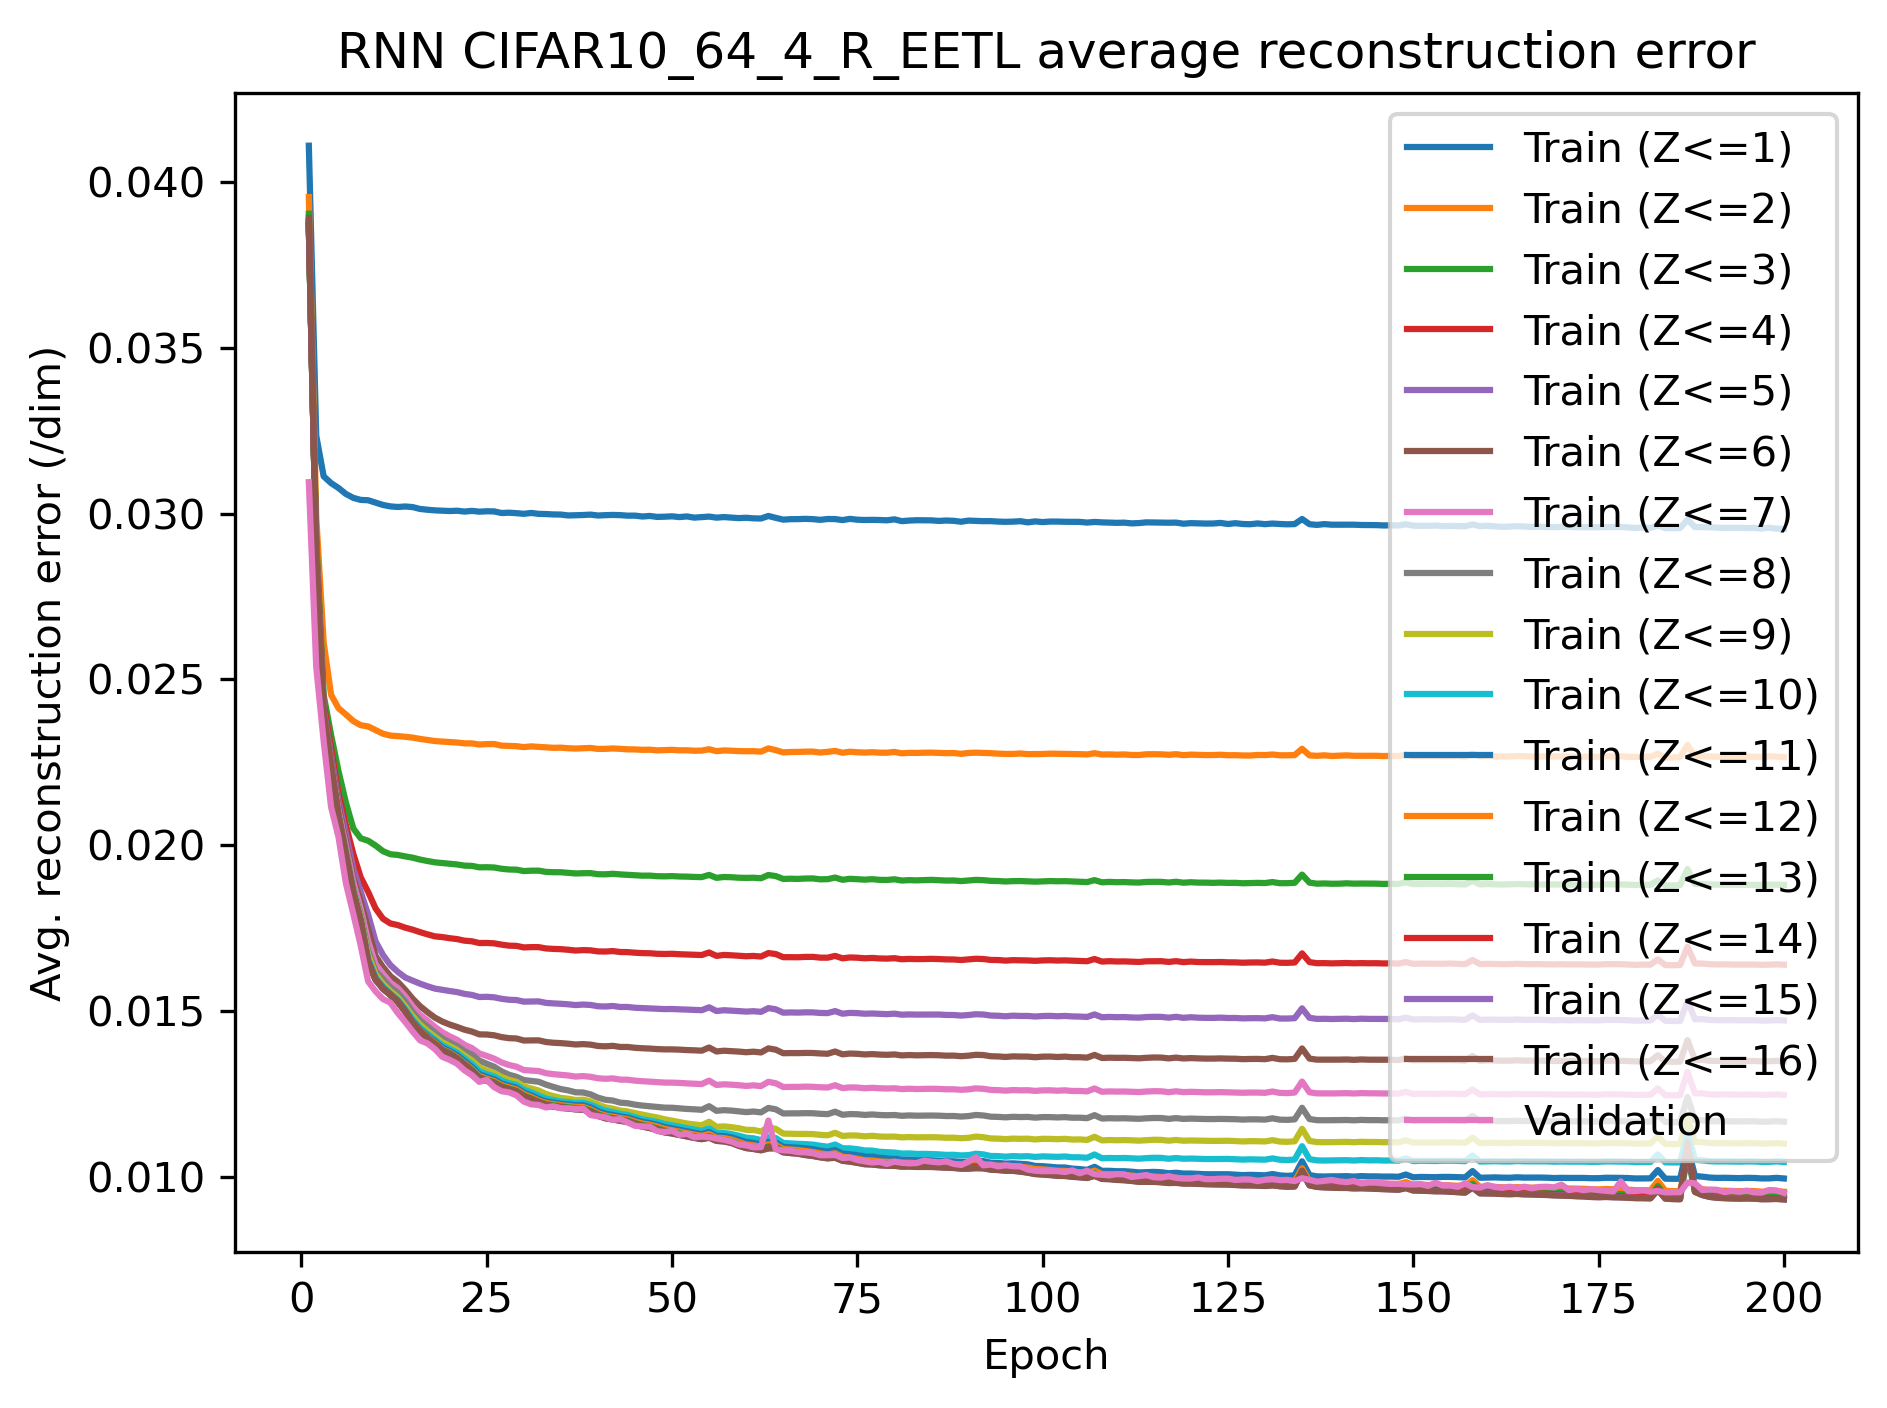 RNN CIFAR10_64_4_R_EETL average reconstruction error
Avg. reconstruction error (/dim)
0.040
0.035
0.030
0.025
0.020
0.015
0.010
Train (Z<=1)
Train (Z<=2)
Train (Z<=3)
Train (Z<=4)
Train (Z<=5)
Train (Z<=6)
Train (Z<=7)
Train (Z<=8)
Train (Z<=9)
Train (Z<=10)
Train (Z<=11)
Train (Z<=12)
Train (Z<=13)
Train (Z<=14)
Train (Z<=15)
Train (Z<=16)
Validation
0 25 50 75 100 125 150 175 200
Epoch